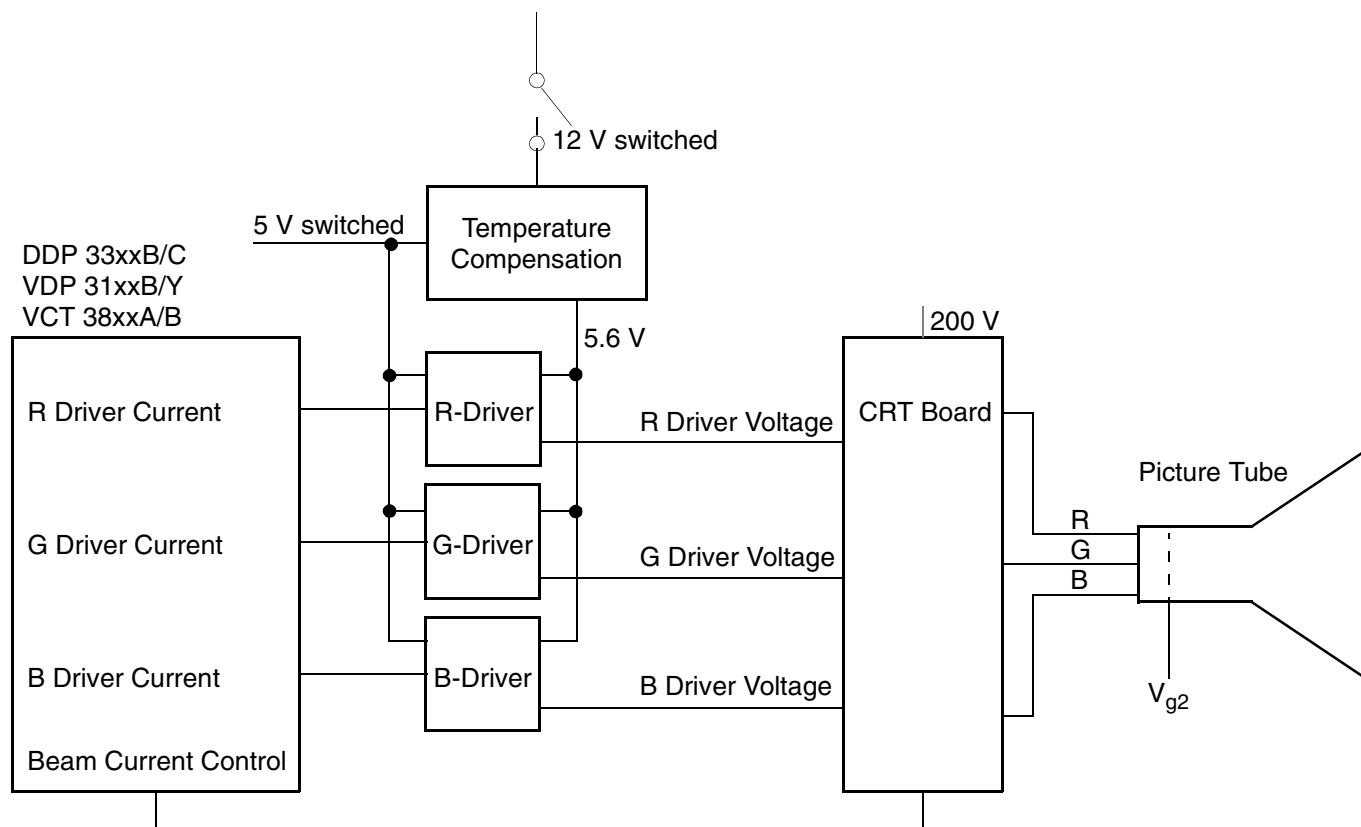 12 V switched
5 V switched
Temperature
Compensation
DDP 33xxB/C
VDP 31xxB/Y
VCT 38xxA/B
5.6 V
200 V
R Driver Current
R-Driver
R Driver Voltage
CRT Board
Picture Tube
R
G
B
G Driver Current
G-Driver
G Driver Voltage
B Driver Current
B-Driver
B Driver Voltage
Vg2
Beam Current Control